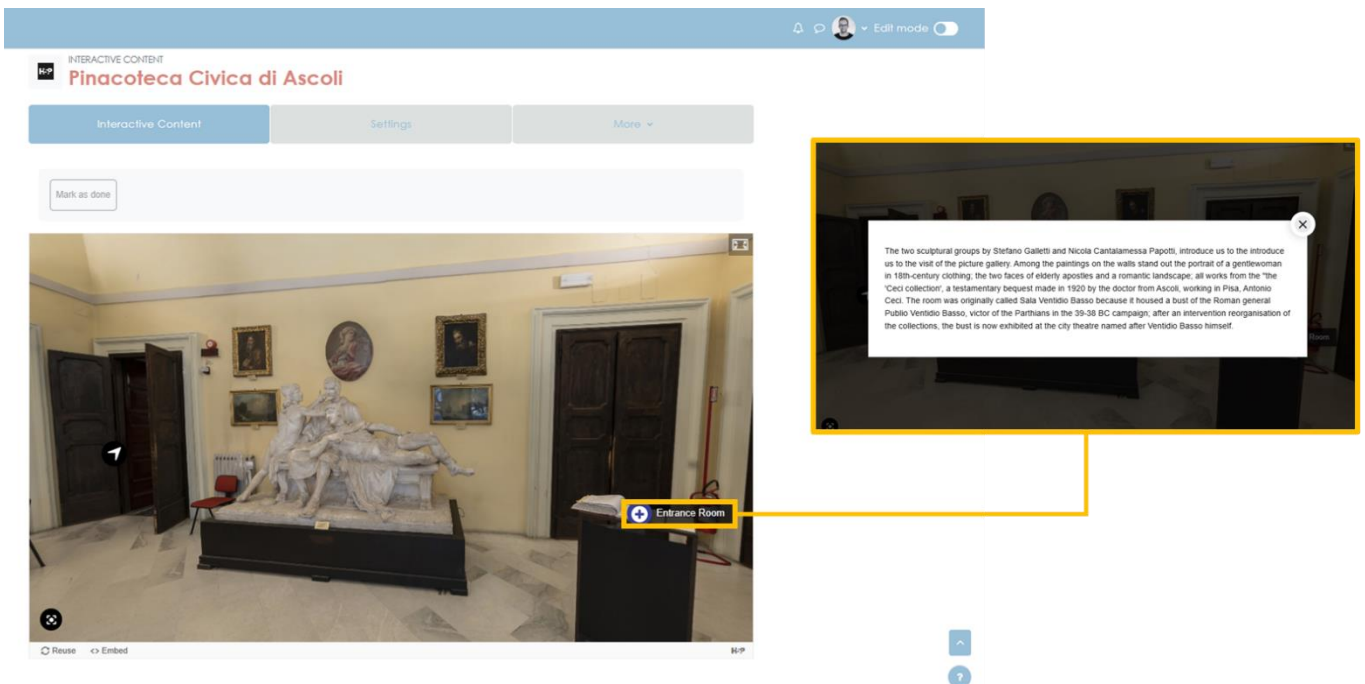 Edit mode
INTERACTIVE CONTENT
H5P
Pinacoteca Civica di Ascoli
Interactive Content
Settings
More
Mark as done
Entrance Room
Reuse
Embed
H5P
?
The two sculptural groups by Stefano Galletti and Nicola Cantalamessa Papotti, introduce us to the introduce
us to the visit of the picture gallery. Among the paintings on the walls stand out the portrait of a gentlewoman
in 18th-century clothing; the two faces of elderly apostles and a romantic landscape; all works from the "the
'Ceci collection', a testamentary bequest made in 1920 by the doctor from Ascoli, working in Pisa, Antonio
Ceci. The room was originally called Sala Ventidio Basso because it housed a bust of the Roman general
Publio Ventidio Basso, victor of the Parthians in the 39-38 BC campaign; after an intervention reorganisation of
the collections, the bust is now exhibited at the city theatre named after Ventidio Basso himself.
Room